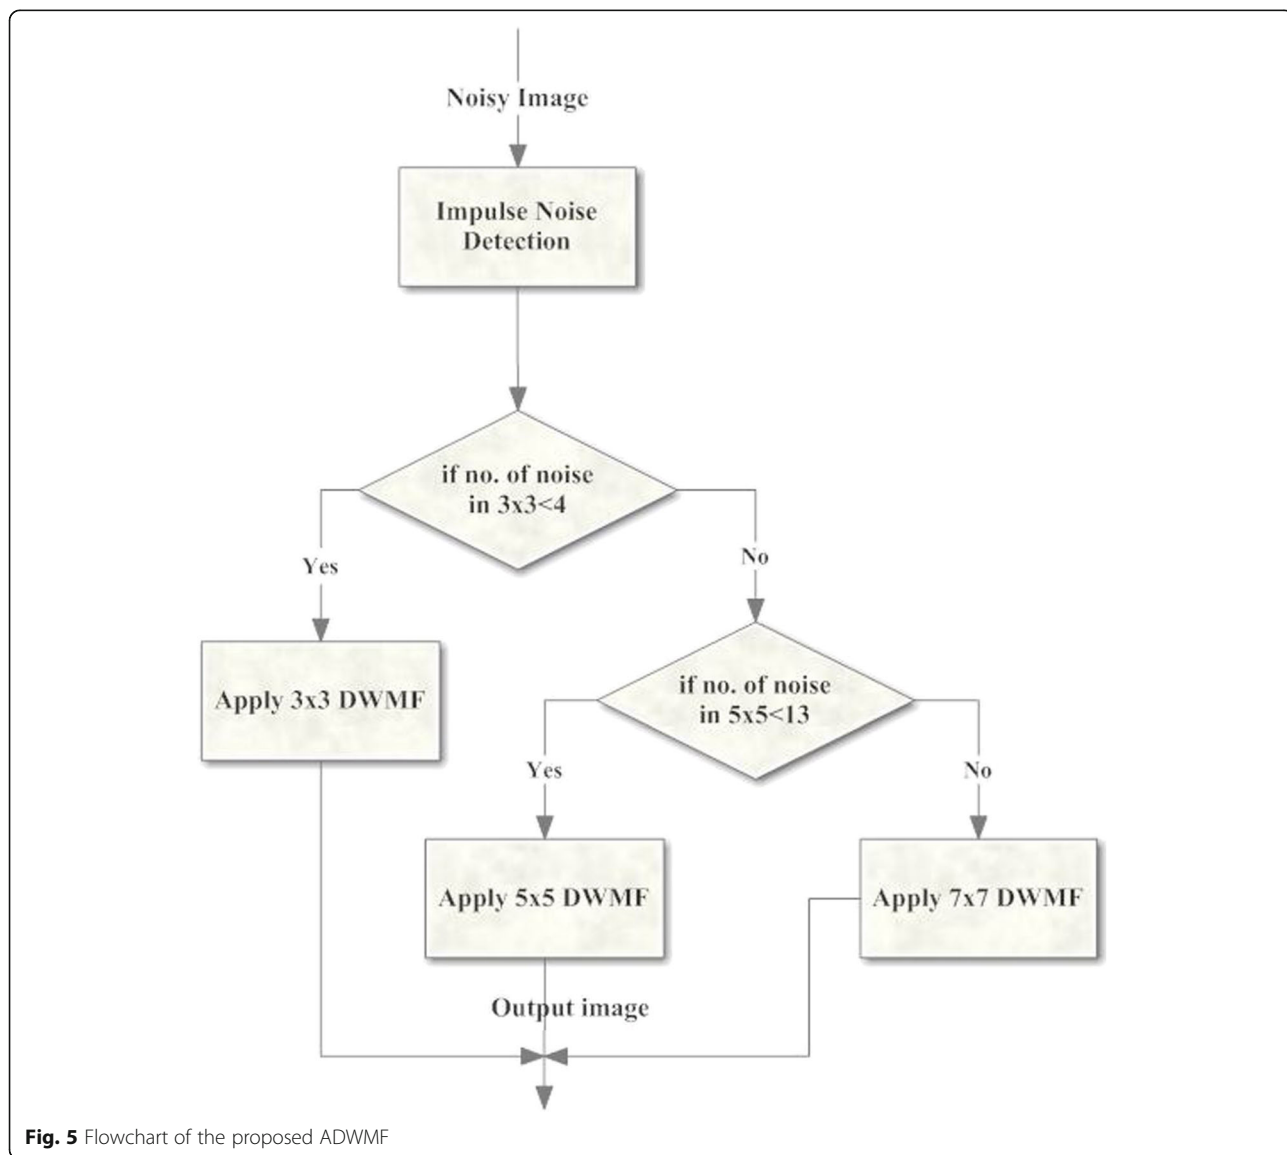 Noisy Image
Impulse Noise
Detection
if no. of noise
in 3x3<4
Yes
No
Apply 3x3 DWMF
if no. of noise
in 5x5<13
Yes
No
Apply 5x5 DWMF
Apply 7x7 DWMF
Output image
Fig. 5 Flowchart of the proposed ADWMF